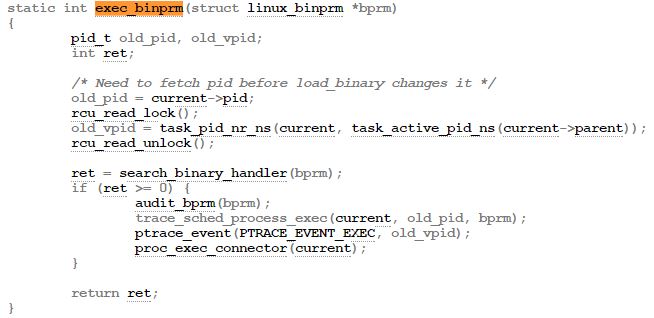 static int exec_binprm(struct linux_binprm *bprm)
{
        pid_t old_pid, old_vpid;
        int ret;

        /* Need to fetch pid before load_binary changes it */
        old_pid = current->pid;
        rcu_read_lock();
        old_vpid = task_pid_nr_ns(current, task_active_pid_ns(current->parent));
        rcu_read_unlock();

        ret = search_binary_handler(bprm);
        if (ret >= 0) {
                audit_bprm(bprm);
                trace_sched_process_exec(current, old_pid, bprm);
                ptrace_event(PTRACE_EVENT_EXEC, old_vpid);
                proc_exec_connector(current);
        }

        return ret;
}